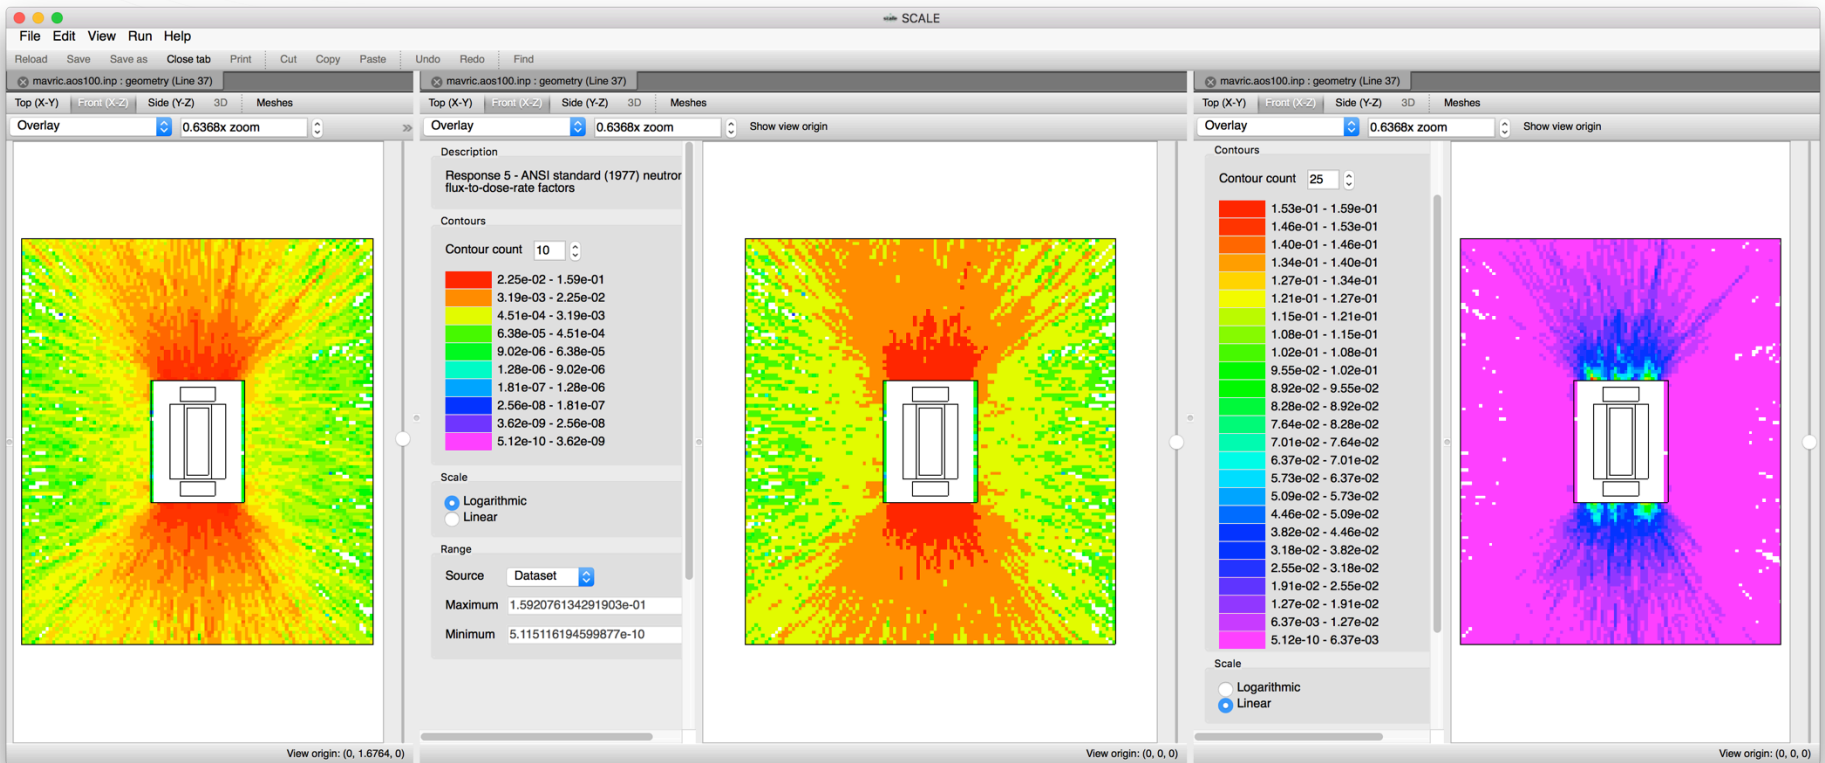 SCALE
File Edit View Run Help
Reload Save Save as Close tab Print Cut Copy Paste Undo Redo Find
mavric.aos100.inp : geometry (Line 37)
Top (X-Y) Front (X-Z) Side (Y-Z) 3D Meshes
Overlay 0.6368x zoom »
View origin: (0, 1.6764, 0)
mavric.aos100.inp : geometry (Line 37)
Top (X-Y) Front (X-Z) Side (Y-Z) 3D Meshes
Overlay 0.6368x zoom Show view origin
Description
Response 5 - ANSI standard (1977) neutror
flux-to-dose-rate factors
Contours
Contour count 10
2.25e-02 - 1.59e-01
3.19e-03 - 2.25e-02
4.51e-04 - 3.19e-03
6.38e-05 - 4.51e-04
9.02e-06 - 6.38e-05
1.28e-06 - 9.02e-06
1.81e-07 - 1.28e-06
2.56e-08 - 1.81e-07
3.62e-09 - 2.56e-08
5.12e-10 - 3.62e-09
Scale
Logarithmic
Linear
Range
Source Dataset
Maximum 1.592076134291903e-01
Minimum 5.115116194599877e-10
View origin: (0, 0, 0)
mavric.aos100.inp : geometry (Line 37)
Top (X-Y) Front (X-Z) Side (Y-Z) 3D Meshes
Overlay 0.6368x zoom Show view origin
Contours
Contour count 25
1.53e-01 - 1.59e-01
1.46e-01 - 1.53e-01
1.40e-01 - 1.46e-01
1.34e-01 - 1.40e-01
1.27e-01 - 1.34e-01
1.21e-01 - 1.27e-01
1.15e-01 - 1.21e-01
1.08e-01 - 1.15e-01
1.02e-01 - 1.08e-01
9.55e-02 - 1.02e-01
8.92e-02 - 9.55e-02
8.28e-02 - 8.92e-02
7.64e-02 - 8.28e-02
7.01e-02 - 7.64e-02
6.37e-02 - 7.01e-02
5.73e-02 - 6.37e-02
5.09e-02 - 5.73e-02
4.46e-02 - 5.09e-02
3.82e-02 - 4.46e-02
3.18e-02 - 3.82e-02
2.55e-02 - 3.18e-02
1.91e-02 - 2.55e-02
1.27e-02 - 1.91e-02
6.37e-03 - 1.27e-02
5.12e-10 - 6.37e-03
Scale
Logarithmic
Linear
View origin: (0, 0, 0)